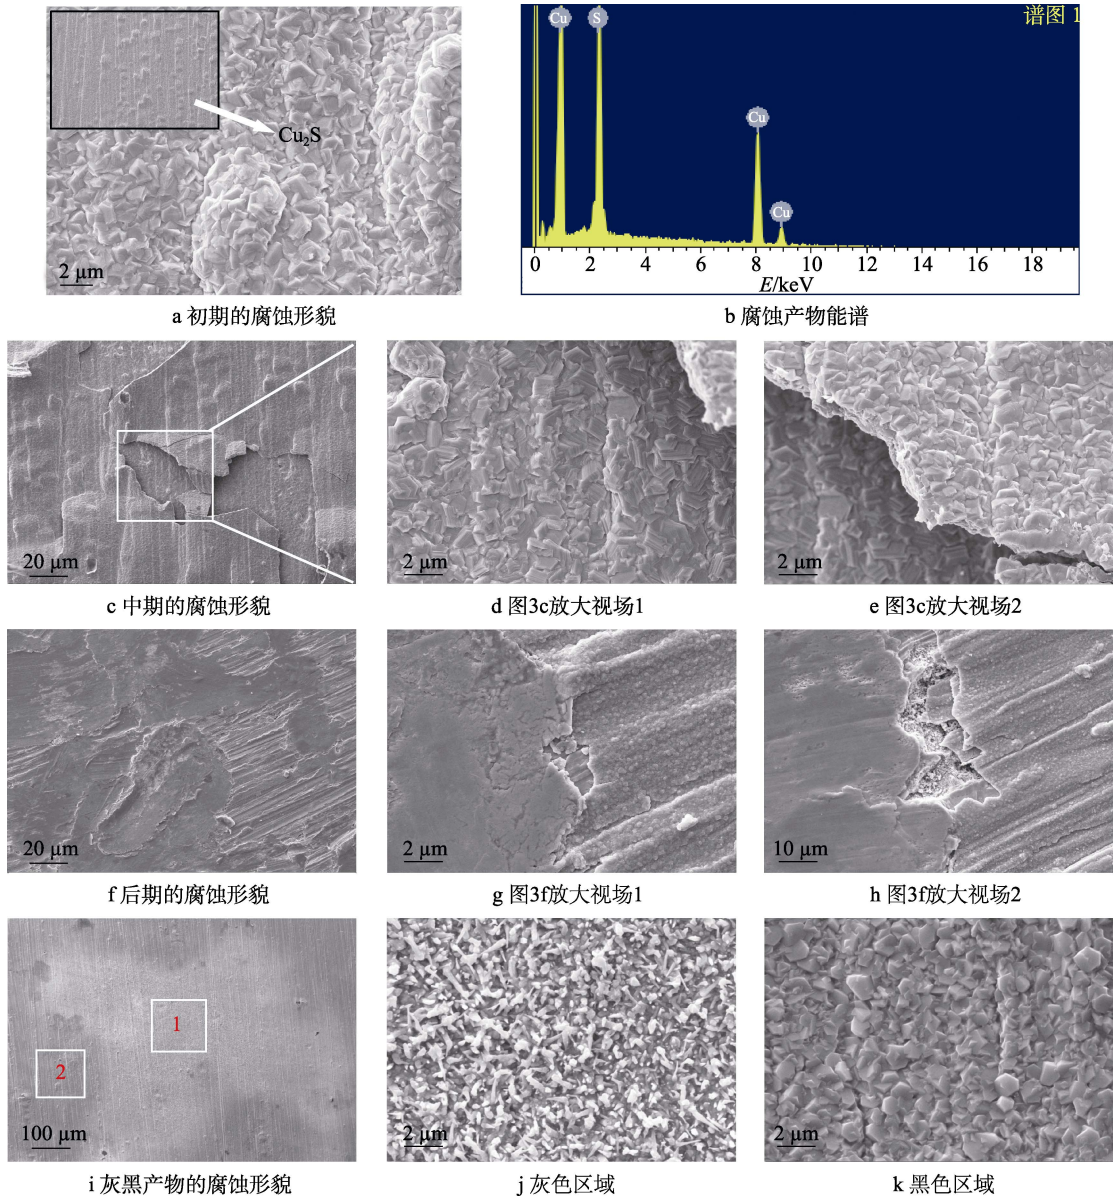 Cu₂S
2 μm
a 初期的腐蚀形貌
谱图 1
Cu
S
Cu
Cu
0 2 4 6 8 10 12 14 16 18
E/keV
b 腐蚀产物能谱
20 μm
c 中期的腐蚀形貌
2 μm
d 图3c放大视场1
2 μm
e 图3c放大视场2
20 μm
f 后期的腐蚀形貌
2 μm
g 图3f放大视场1
10 μm
h 图3f放大视场2
1
2
100 μm
i 灰黑产物的腐蚀形貌
2 μm
j 灰色区域
2 μm
k 黑色区域